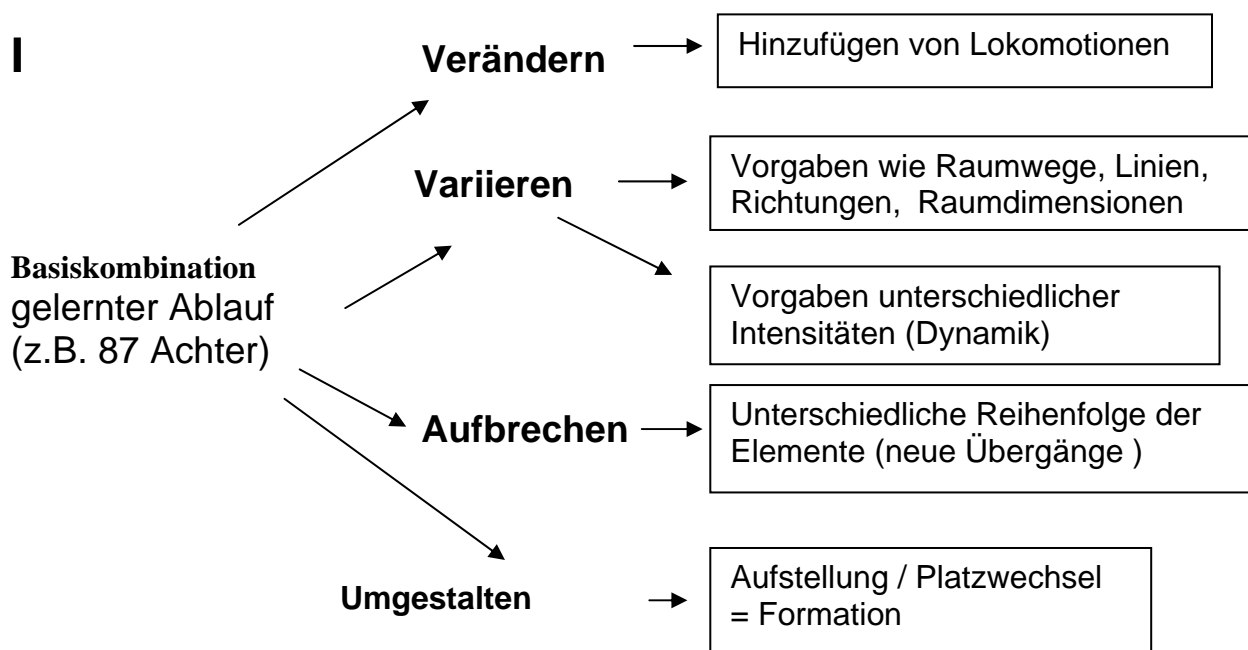 I
Verändern
Hinzufügen von Lokomotionen
Variieren
Vorgaben wie Raumwege, Linien,
Richtungen, Raumdimensionen
Basiskombination
gelernter Ablauf
(z.B. 87 Achter)
Vorgaben unterschiedlicher
Intensitäten (Dynamik)
Aufbrechen
Unterschiedliche Reihenfolge der
Elemente (neue Übergänge )
Umgestalten
Aufstellung / Platzwechsel
= Formation